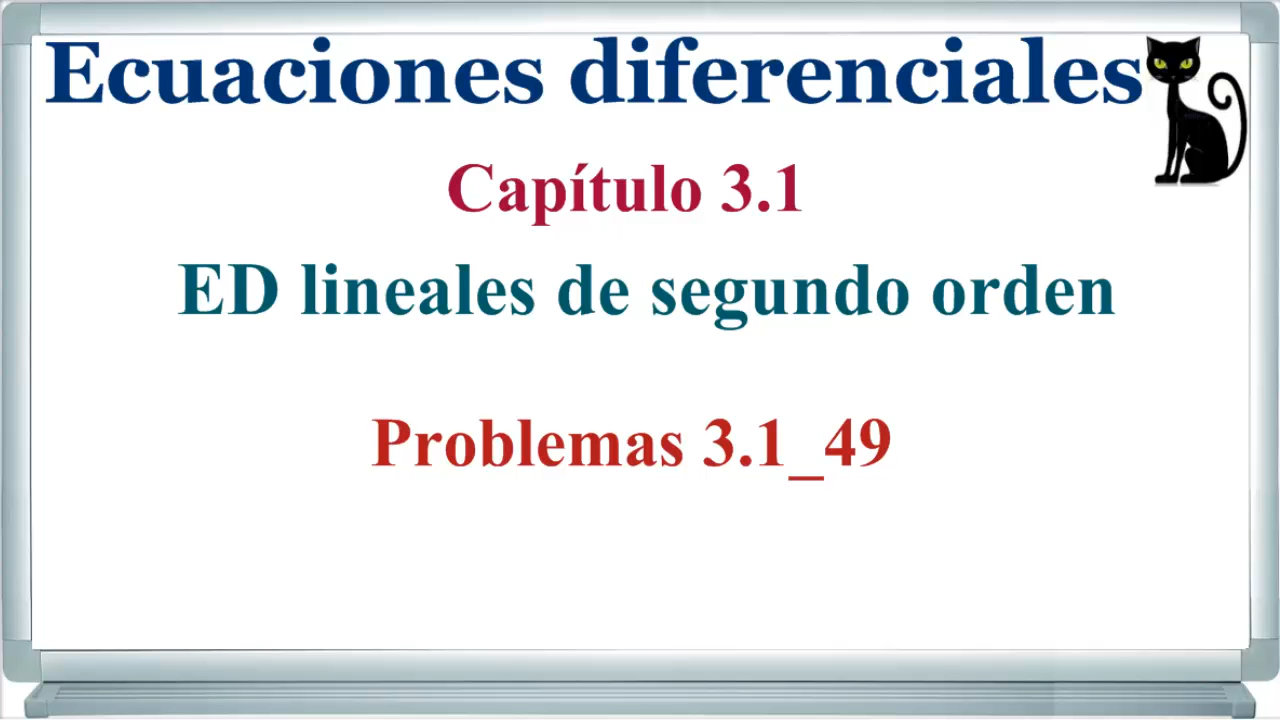 Ecuaciones diferenciales
Capítulo 3.1
ED lineales de segundo orden
Problemas 3.1_49